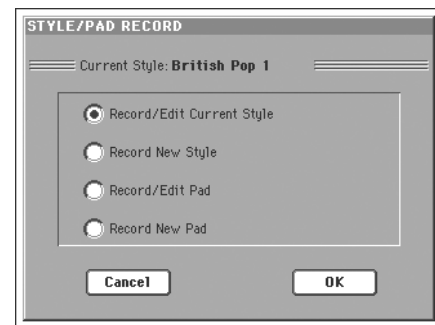 STYLE/PAD RECORD
Current Style: British Pop 1
Record/Edit Current Style
Record New Style
Record/Edit Pad
Record New Pad
Cancel OK